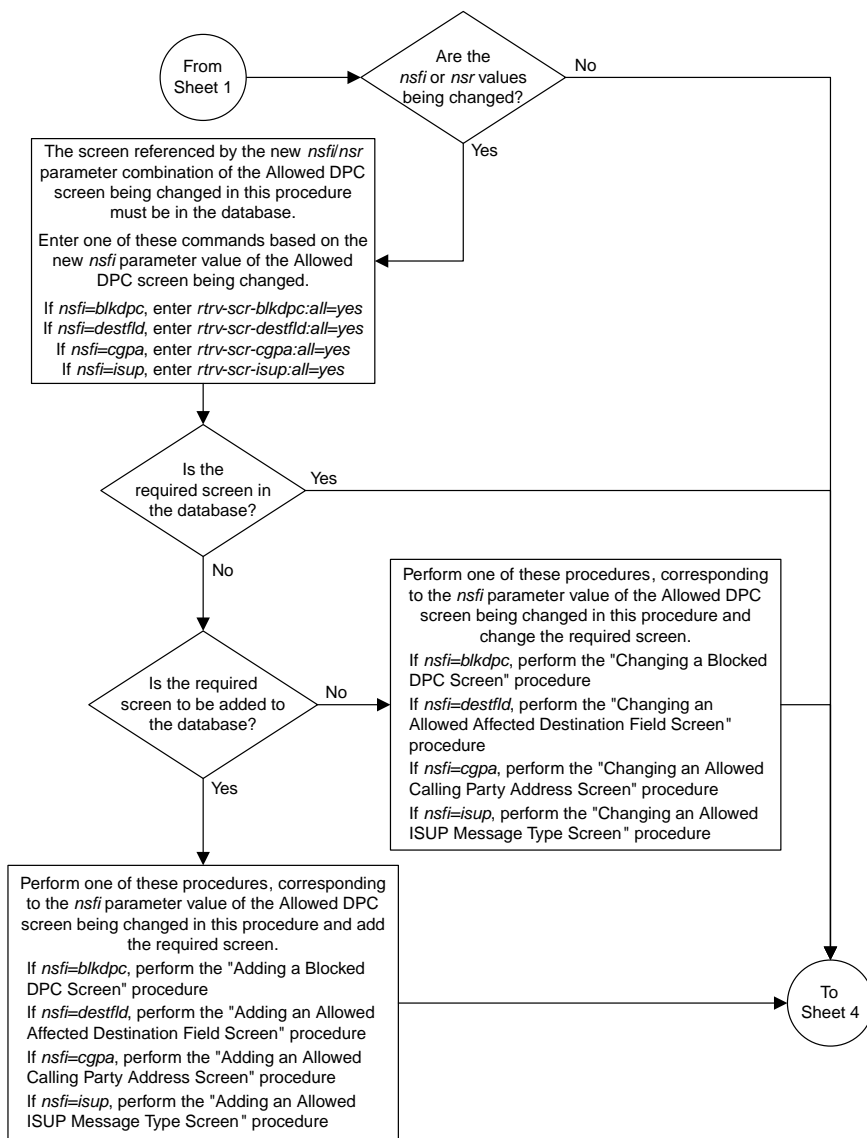 From
Sheet 1
Are the
nsfi or nsr values
being changed?
No
Yes
The screen referenced by the new nsfi/nsr
parameter combination of the Allowed DPC
screen being changed in this procedure
must be in the database.
Enter one of these commands based on the
new nsfi parameter value of the Allowed
DPC screen being changed.
If nsfi=blkdpc, enter rtrv-scr-blkdpc:all=yes
If nsfi=destfld, enter rtrv-scr-destfld:all=yes
If nsfi=cgpa, enter rtrv-scr-cgpa:all=yes
If nsfi=isup, enter rtrv-scr-isup:all=yes
Is the
required screen in
the database?
Yes
No
Is the required
screen to be added to
the database?
No
Yes
Perform one of these procedures, corresponding
to the nsfi parameter value of the Allowed DPC
screen being changed in this procedure and
change the required screen.
If nsfi=blkdpc, perform the "Changing a Blocked
DPC Screen" procedure
If nsfi=destfld, perform the "Changing an
Allowed Affected Destination Field Screen"
procedure
If nsfi=cgpa, perform the "Changing an Allowed
Calling Party Address Screen" procedure
If nsfi=isup, perform the "Changing an Allowed
ISUP Message Type Screen" procedure
Perform one of these procedures, corresponding
to the nsfi parameter value of the Allowed DPC
screen being changed in this procedure and add
the required screen.
If nsfi=blkdpc, perform the "Adding a Blocked
DPC Screen" procedure
If nsfi=destfld, perform the "Adding an Allowed
Affected Destination Field Screen" procedure
If nsfi=cgpa, perform the "Adding an Allowed
Calling Party Address Screen" procedure
If nsfi=isup, perform the "Adding an Allowed
ISUP Message Type Screen" procedure
To
Sheet 4